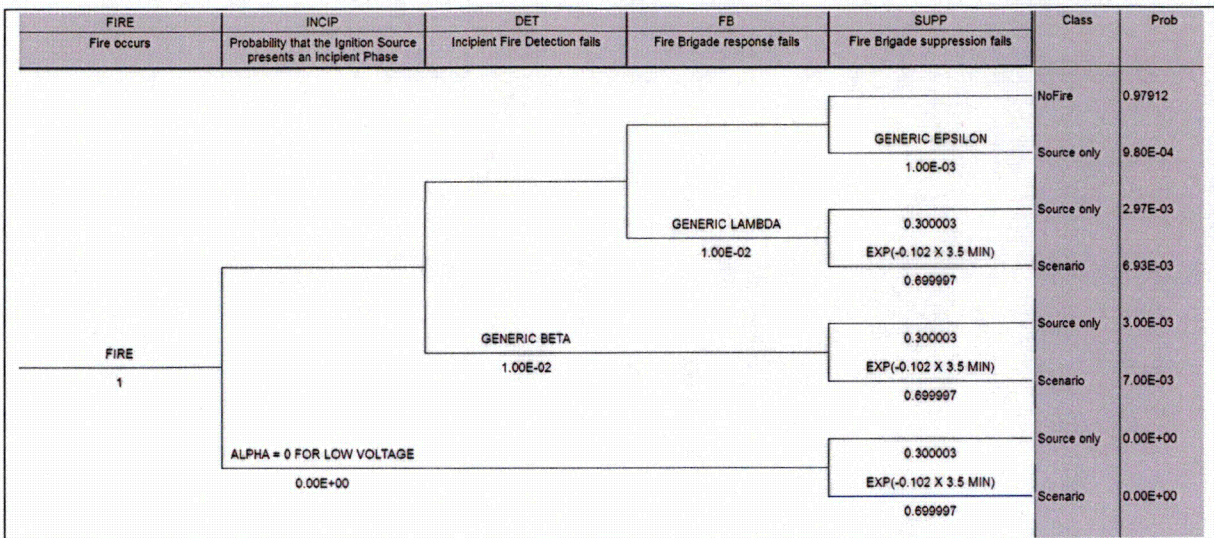 FIRE INCIP DET FB SUPP Class Prob
Fire occurs Probability that the Ignition Source Incipient Fire Detection fails Fire Brigade response fails Fire Brigade suppression fails
presents an Incipient Phase
NoFire 0.97912
GENERIC EPSILON
Source only 9.80E-04
1.00E-03
Source only 2.97E-03
GENERIC LAMBDA 0.300003
1.00E-02 EXP(-0.102 X 3.5 MIN)
Scenario 6.93E-03
0.699997
Source only 3.00E-03
GENERIC BETA 0.300003
FIRE
1.00E-02 EXP(-0.102 X 3.5 MIN)
1 Scenario 7.00E-03
0.699997
Source only 0.00E+00
ALPHA = 0 FOR LOW VOLTAGE 0.300003
0.00E+00 EXP(-0.102 X 3.5 MIN)
Scenario 0.00E+00
0.699997